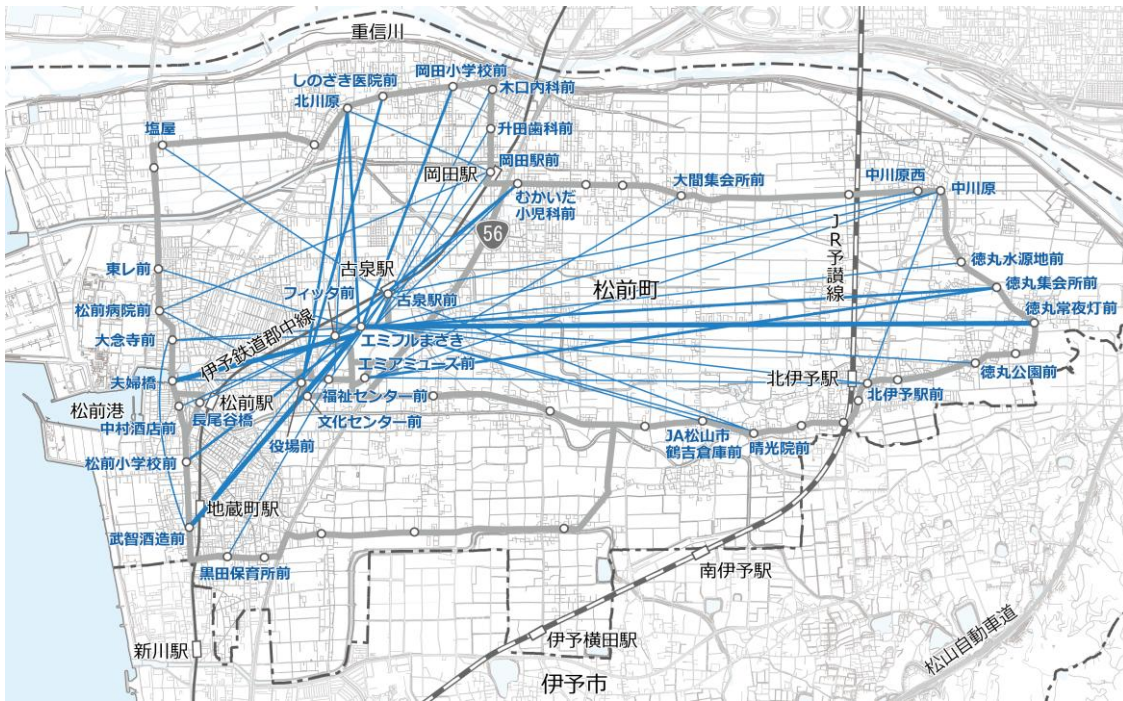 重信川
岡田小学校前
しのざき医院前
木口内科前
北川原
塩屋
升田歯科前
岡田駅前
岡田駅
むかいだ
小児科前
大間集会所前
中川原西
中川原
56
JR予讃線
東レ前
古泉駅
徳丸水源地前
フィッタ前
古泉駅前
松前町
徳丸集会所前
松前病院前
徳丸常夜灯前
大念寺前
伊予鉄道郡中線
エミフルまさき
エミアミューズ前
夫婦橋
北伊予駅
徳丸公園前
松前港
松前駅
福祉センター前
北伊予駅前
中村酒店前
長尾谷橋
文化センター前
役場前
JA松山市
鶴吉倉庫前
晴光院前
松前小学校前
地蔵町駅
武智酒造前
黒田保育所前
南伊予駅
新川駅
伊予横田駅
松山自動車道
伊予市